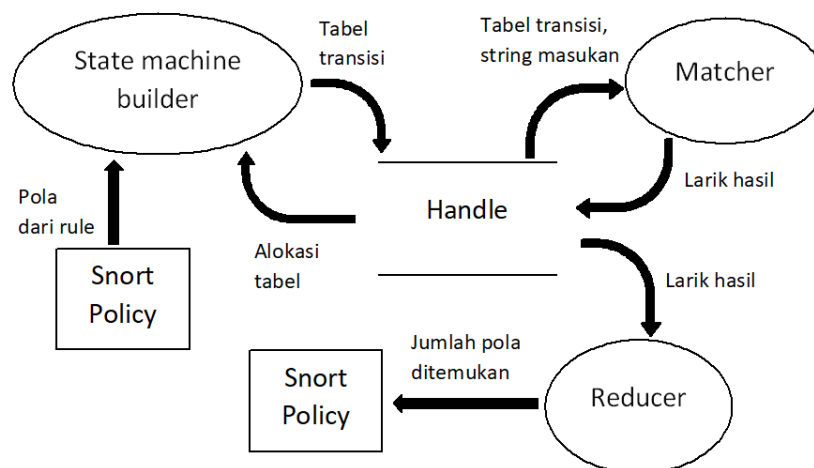 State machine
builder
Tabel
transisi
Tabel transisi,
string masukan
Matcher
Larik hasil
Handle
Pola
dari rule
Alokasi
tabel
Snort
Policy
Larik hasil
Jumlah pola
ditemukan
Snort
Policy
Reducer